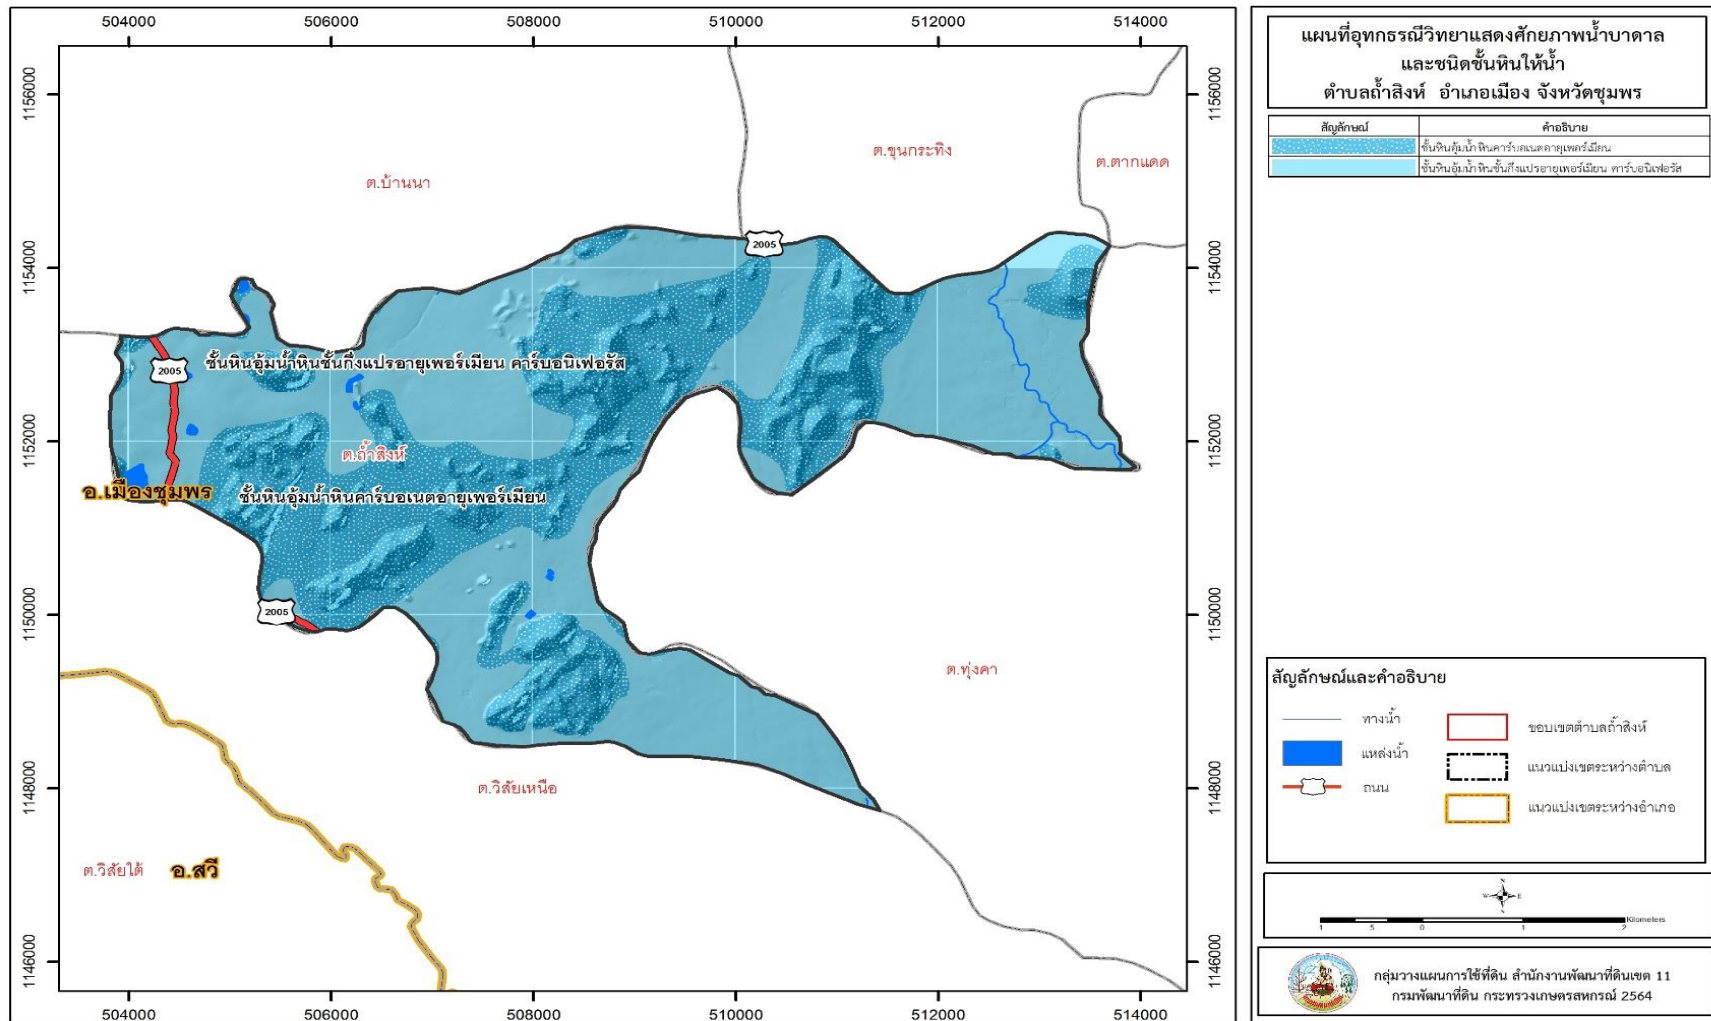 504000 506000 508000 510000 512000 514000
1156000 1156000
1154000 1154000
1152000 1152000
1150000 1150000
1148000 1148000
1146000 1146000
ต.ขุนกระทิง
ต.ตากแดด
ต.บ้านนา
2005
2005
ชั้นหินอุ้มน้ำหินชั้นกึ่งแปรอายุเพอร์เมียน คาร์บอนิเฟอรัส
ต.ถ้ำสิงห์
อ.เมืองชุมพร
ชั้นหินอุ้มน้ำหินคาร์บอเนตอายุเพอร์เมียน
2005
ต.ทุ่งคา
ต.วิสัยเหนือ
ต.วิสัยใต้
อ.สวี
504000 506000 508000 510000 512000 514000
แผนที่อุทกธรณีวิทยาแสดงศักยภาพน้ำบาดาล
และชนิดชั้นหินให้น้ำ
ตำบลถ้ำสิงห์ อำเภอเมือง จังหวัดชุมพร
สัญลักษณ์ คำอธิบาย
ชั้นหินอุ้มน้ำหินคาร์บอเนตอายุเพอร์เมียน
ชั้นหินอุ้มน้ำหินชั้นกึ่งแปรอายุเพอร์เมียน คาร์บอนิเฟอรัส
สัญลักษณ์และคำอธิบาย
ทางน้ำ
แหล่งน้ำ
ถนน
ขอบเขตตำบลถ้ำสิงห์
แนวแบ่งเขตระหว่างตำบล
แนวแบ่งเขตระหว่างอำเภอ
N
W E
Kilometers
1 .5 0 1 2
กลุ่มวางแผนการใช้ที่ดิน สำนักงานพัฒนาที่ดินเขต 11
กรมพัฒนาที่ดิน กระทรวงเกษตรสหกรณ์ 2564